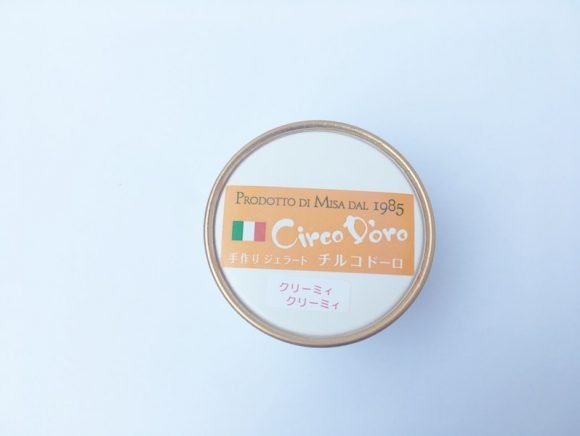 PRODOTTO DI MISA DAL 1985
Circo D'oro
手作り ジェラート チルコドーロ
クリーミィ
クリーミィ